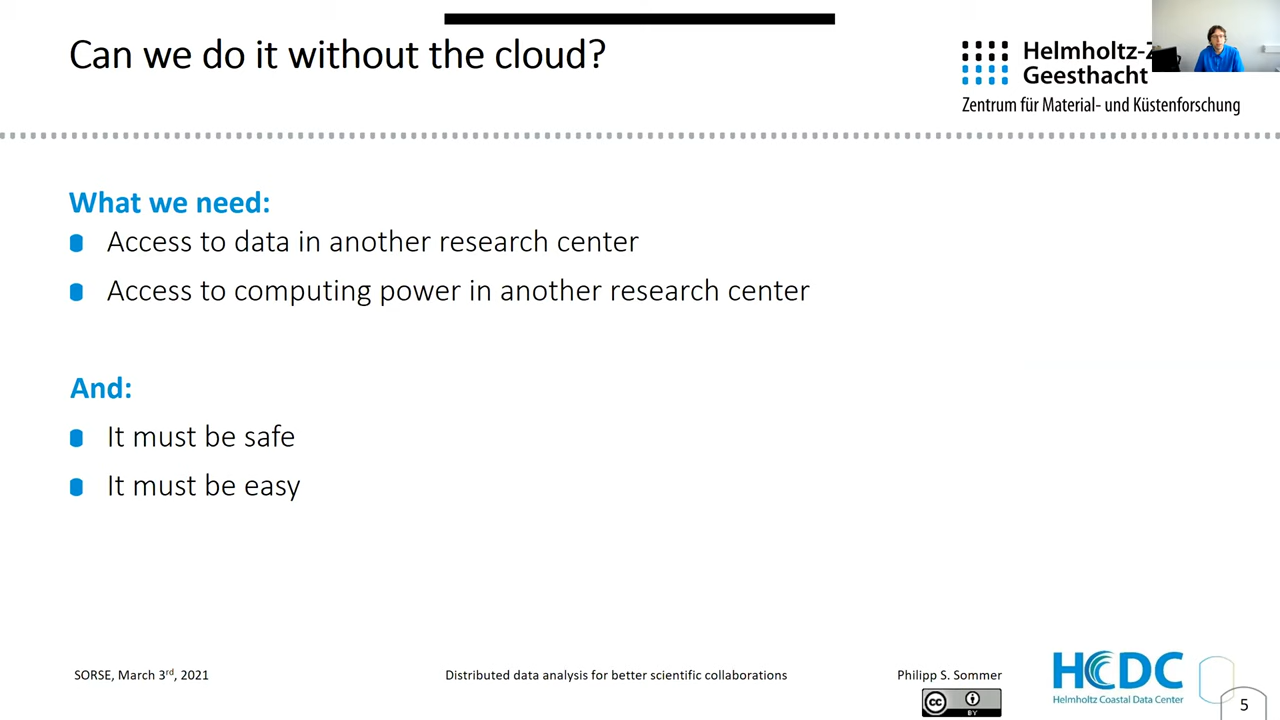 Can we do it without the cloud?
Helmholtz-
Geesthacht
Zentrum für Material- und Küstenforschung
What we need:
Access to data in another research center
Access to computing power in another research center
And:
It must be safe
It must be easy
SORSE, March 3rd, 2021
Distributed data analysis for better scientific collaborations
Philipp S. Sommer
cc
BY
HCDC
Helmholtz Coastal Data Center
5